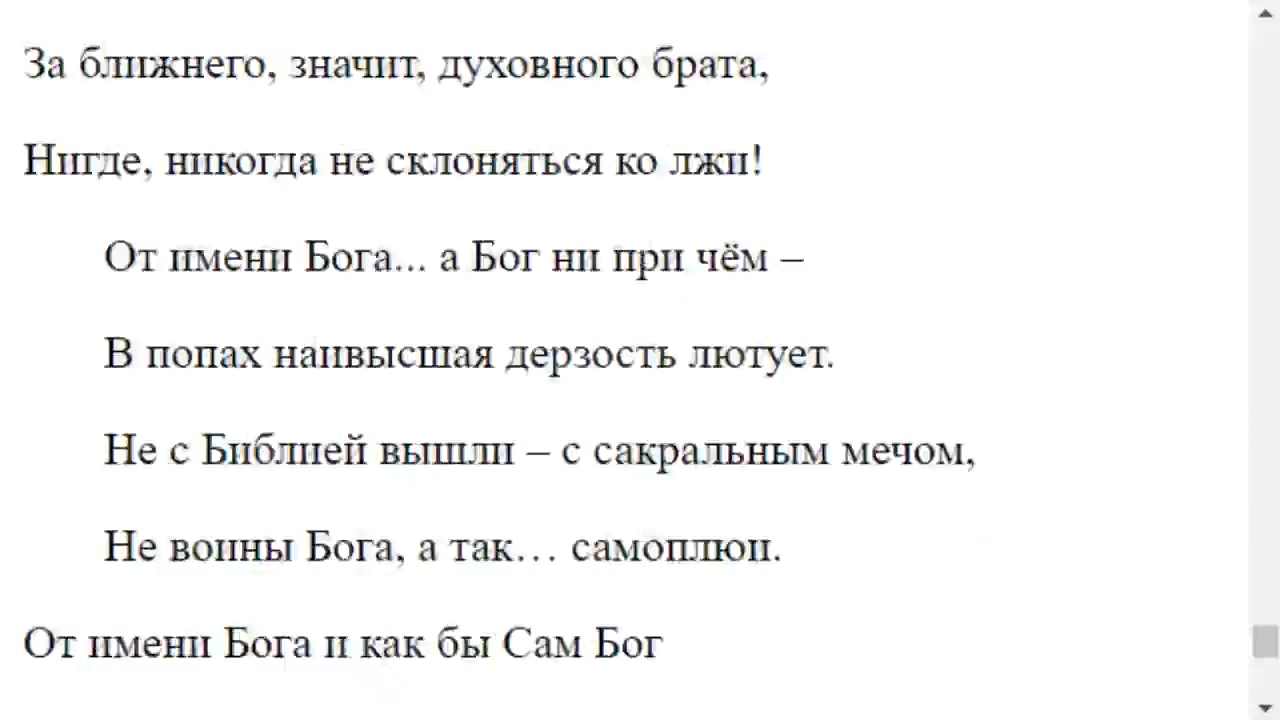 За ближнего, значит, духовного брата,
Нигде, никогда не склоняться ко лжи!
От имени Бога... а Бог ни при чём –
В попах наивысшая дерзость лютует.
Не с Библией вышли – с сакральным мечом,
Не воины Бога, а так… самоплюи.
От имени Бога и как бы Сам Бог